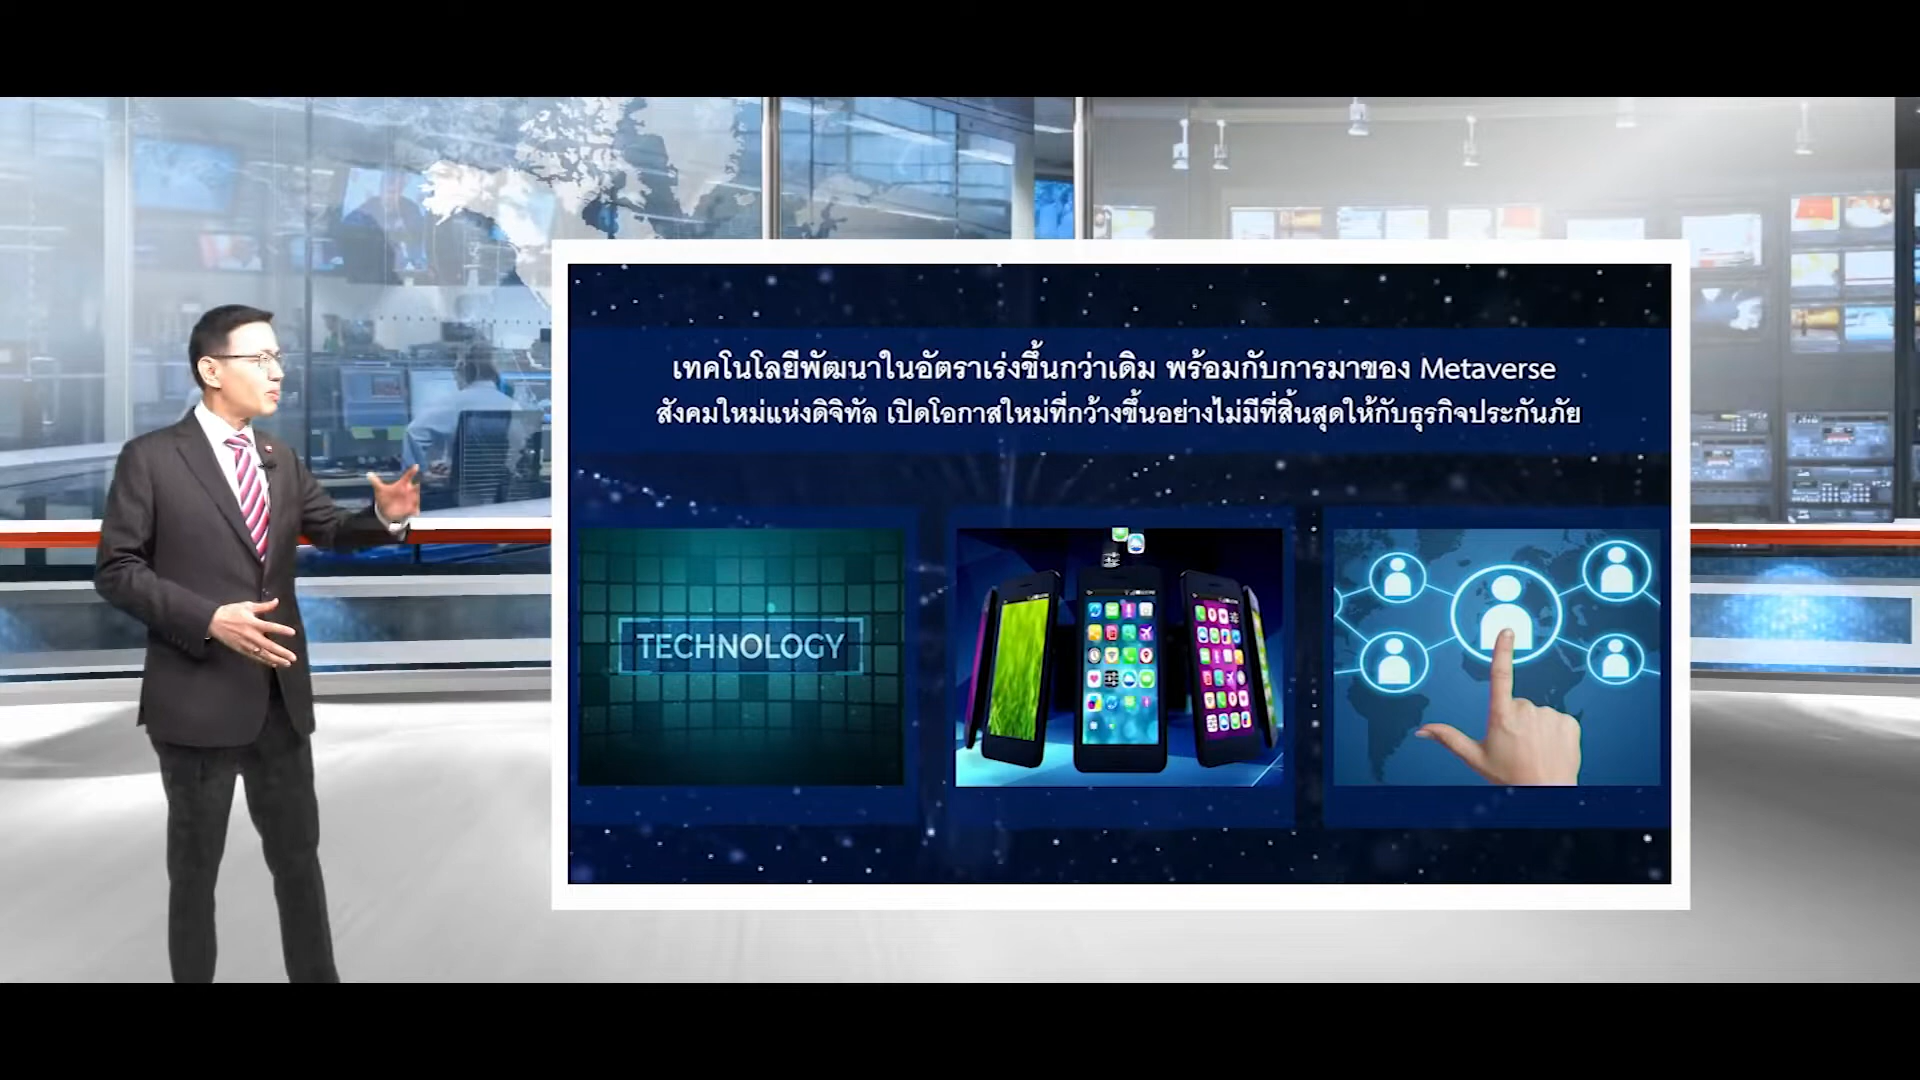 เทคโนโลยีพัฒนาในอัตราเร่งขึ้นกว่าเดิม พร้อมกับการมาของ Metaverse
สังคมใหม่แห่งดิจิทัล เปิดโอกาสใหม่ที่กว้างขึ้นอย่างไม่มีที่สิ้นสุดให้กับธุรกิจประกันภัย
TECHNOLOGY